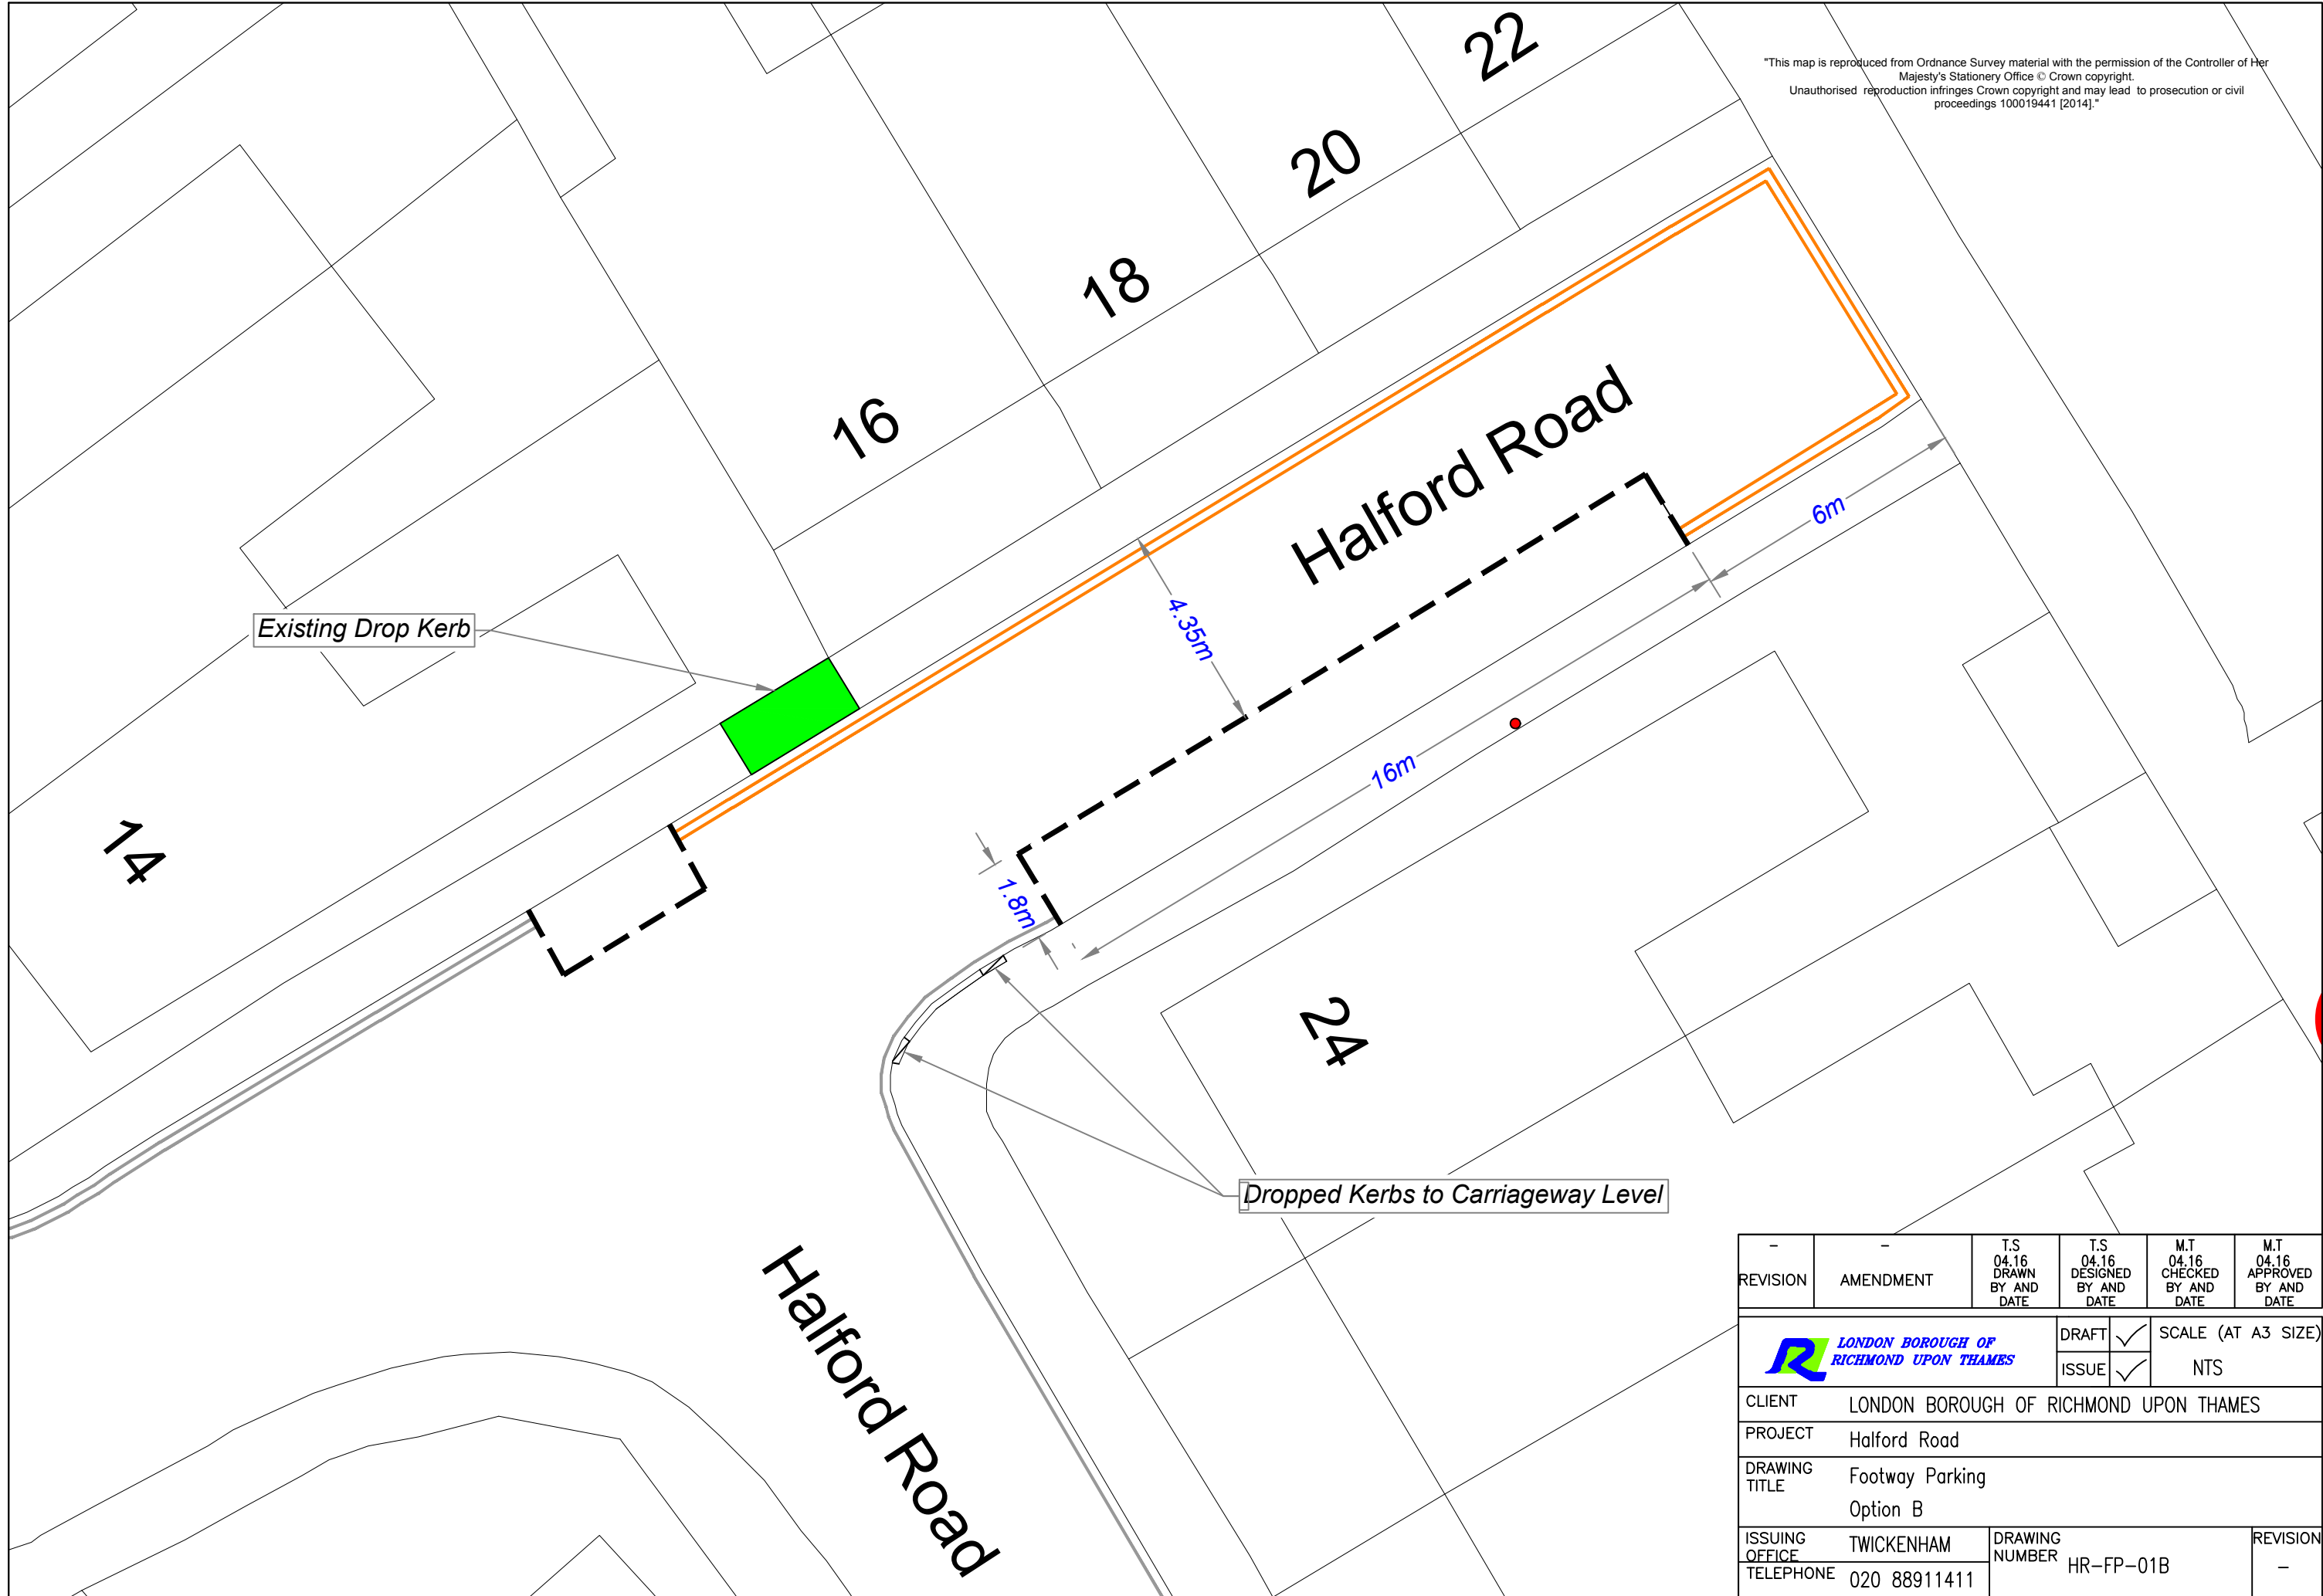 "This map is reproduced from Ordnance Survey material with the permission of the Controller of Her
Majesty's Stationery Office © Crown copyright.
Unauthorised reproduction infringes Crown copyright and may lead to prosecution or civil
proceedings 100019441 [2014]."
22
20
18
16
Halford Road
6m
4.35m
Existing Drop Kerb
16m
14
1.8m
24
Dropped Kerbs to Carriageway Level
Halford Road
- - T.S T.S M.T M.T
04.16 04.16 04.16 04.16
REVISION AMENDMENT DRAWN DESIGNED CHECKED APPROVED
BY AND BY AND BY AND BY AND
DATE DATE DATE DATE
LONDON BOROUGH OF
RICHMOND UPON THAMES
DRAFT ✓ SCALE (AT A3 SIZE)
ISSUE ✓ NTS
CLIENT LONDON BOROUGH OF RICHMOND UPON THAMES
PROJECT Halford Road
DRAWING
TITLE
Footway Parking
Option B
ISSUING
OFFICE
TWICKENHAM
TELEPHONE 020 88911411
DRAWING
NUMBER
HR-FP-01B
REVISION
-